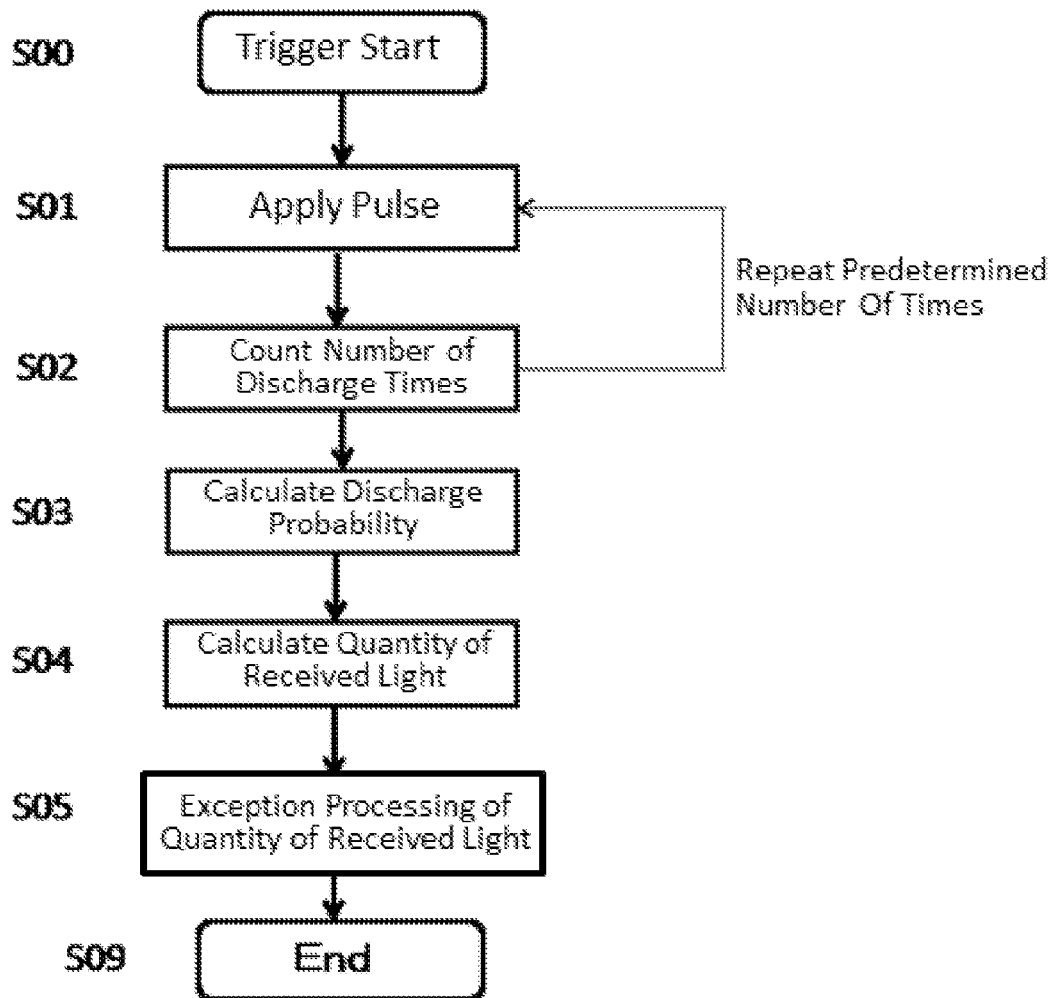 S00
Trigger Start
S01
Apply Pulse
Repeat Predetermined
Number Of Times
S02
Count Number of
Discharge Times
S03
Calculate Discharge
Probability
S04
Calculate Quantity of
Received Light
S05
Exception Processing of
Quantity of Received Light
S09
End